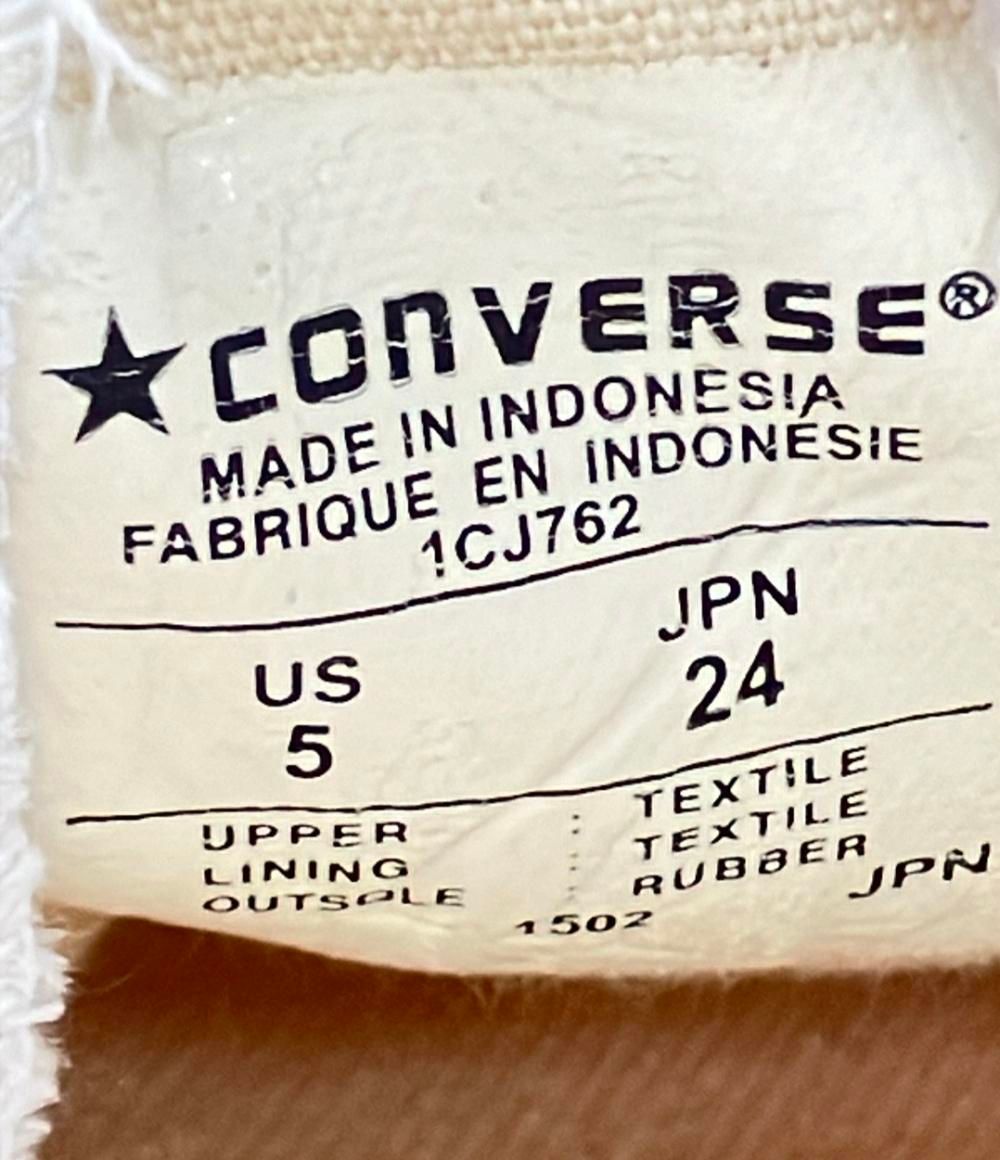 ★CONVERSE®
MADE IN INDONESIA
FABRIQUE EN INDONESIE
1CJ762
US JPN
5 24
UPPER : TEXTILE
LINING : TEXTILE
OUTSOLE : RUBBER
1502 JPN